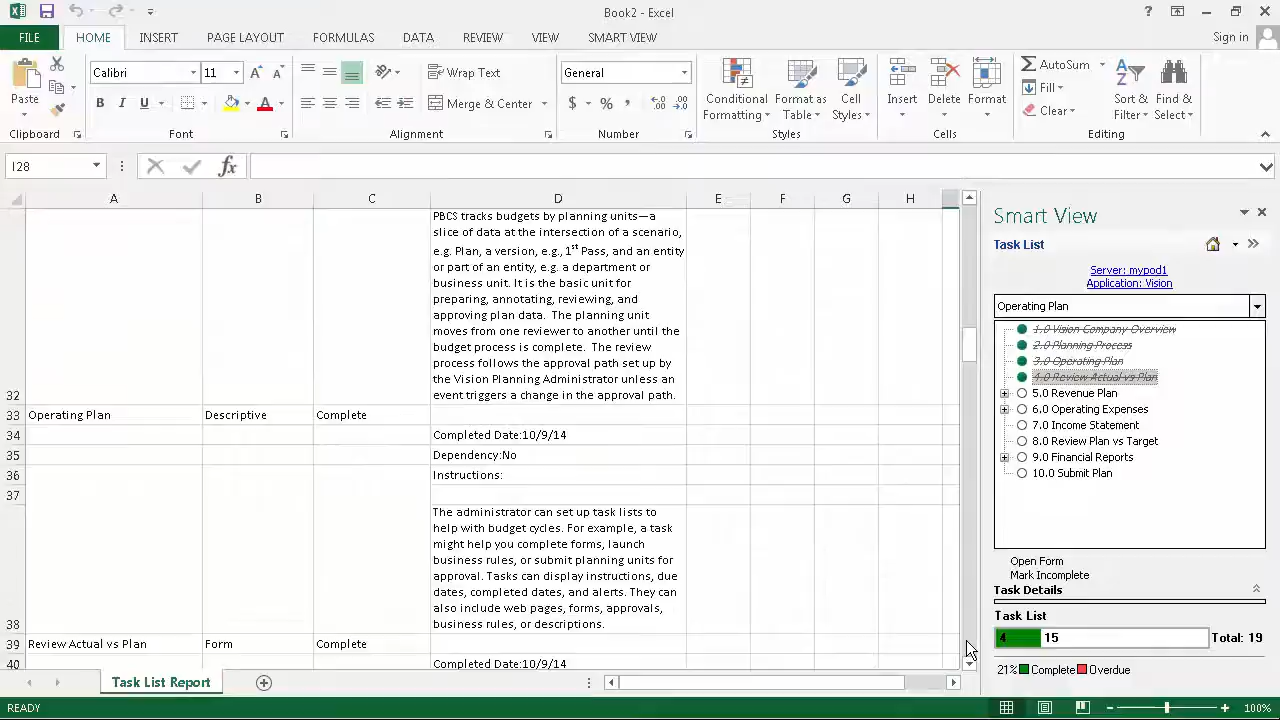 Book2 - Excel
FILE HOME INSERT PAGE LAYOUT FORMULAS DATA REVIEW VIEW SMART VIEW Sign in
Paste
Calibri 11
B I U A
Wrap Text
Merge & Center
General
$ % ,
Conditional Formatting
Format as Table
Cell Styles
Insert Delete Format
AutoSum
Fill
Clear
Sort & Filter
Find & Select
Clipboard Font Alignment Number Styles Cells Editing
I28 fx
A B C D E F G H
PBCS tracks budgets by planning units—a
slice of data at the intersection of a scenario,
e.g. Plan, a version, e.g., 1st Pass, and an entity
or part of an entity, e.g. a department or
business unit. It is the basic unit for
preparing, annotating, reviewing, and
approving plan data. The planning unit
moves from one reviewer to another until the
budget process is complete. The review
process follows the approval path set up by
the Vision Planning Administrator unless an
32 event triggers a change in the approval path.
33 Operating Plan Descriptive Complete
34 Completed Date:10/9/14
35 Dependency:No
36 Instructions:
37
The administrator can set up task lists to
help with budget cycles. For example, a task
might help you complete forms, launch
business rules, or submit planning units for
approval. Tasks can display instructions, due
dates, completed dates, and alerts. They can
also include web pages, forms, approvals,
38 business rules, or descriptions.
39 Review Actual vs Plan Form Complete
40 Completed Date:10/9/14
Task List Report
READY
100%
Smart View
Task List
Server: mypod1
Application: Vision
Operating Plan
1.0 Vision Company Overview
2.0 Planning Process
3.0 Operating Plan
4.0 Review Actual vs Plan
5.0 Revenue Plan
6.0 Operating Expenses
7.0 Income Statement
8.0 Review Plan vs Target
9.0 Financial Reports
10.0 Submit Plan
Open Form
Mark Incomplete
Task Details
Task List
4 15 Total: 19
21% Complete Overdue